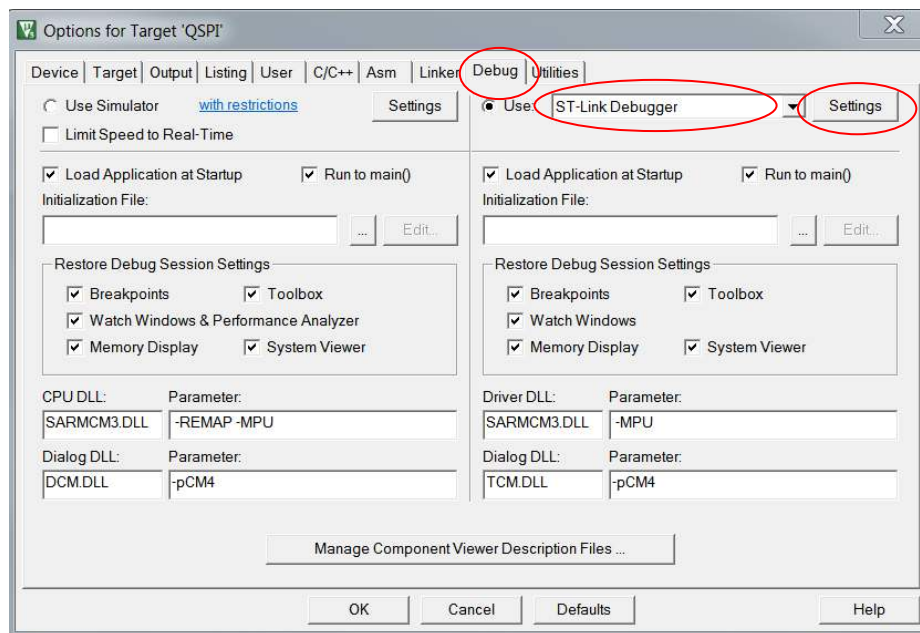 Options for Target 'QSPI'
Device Target Output Listing User C/C++ Asm Linker Debug Utilities
Use Simulator with restrictions Settings
Use: ST-Link Debugger Settings
Limit Speed to Real-Time
Load Application at Startup Run to main()
Load Application at Startup Run to main()
Initialization File:
Initialization File:
... Edit...
... Edit...
Restore Debug Session Settings
Breakpoints Toolbox
Watch Windows & Performance Analyzer
Memory Display System Viewer
Restore Debug Session Settings
Breakpoints Toolbox
Watch Windows
Memory Display System Viewer
CPU DLL: Parameter:
SARMCM3.DLL -REMAP -MPU
Dialog DLL: Parameter:
DCM.DLL -pCM4
Driver DLL: Parameter:
SARMCM3.DLL -MPU
Dialog DLL: Parameter:
TCM.DLL -pCM4
Manage Component Viewer Description Files ...
OK Cancel Defaults Help